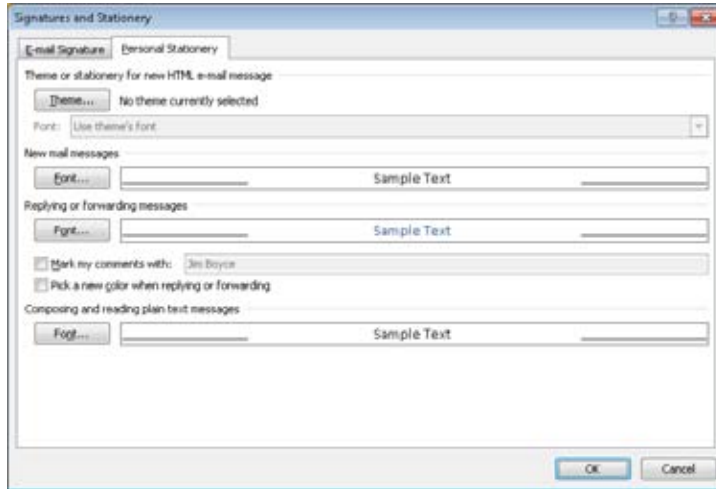 Signatures and Stationery
E-mail Signature Personal Stationery
Theme or stationery for new HTML e-mail message
Theme... No theme currently selected
Font: Use theme's font
New mail messages
Font... Sample Text
Replying or forwarding messages
Font... Sample Text
Mark my comments with: Jim Boyce
Pick a new color when replying or forwarding
Composing and reading plain text messages
Font... Sample Text
OK Cancel